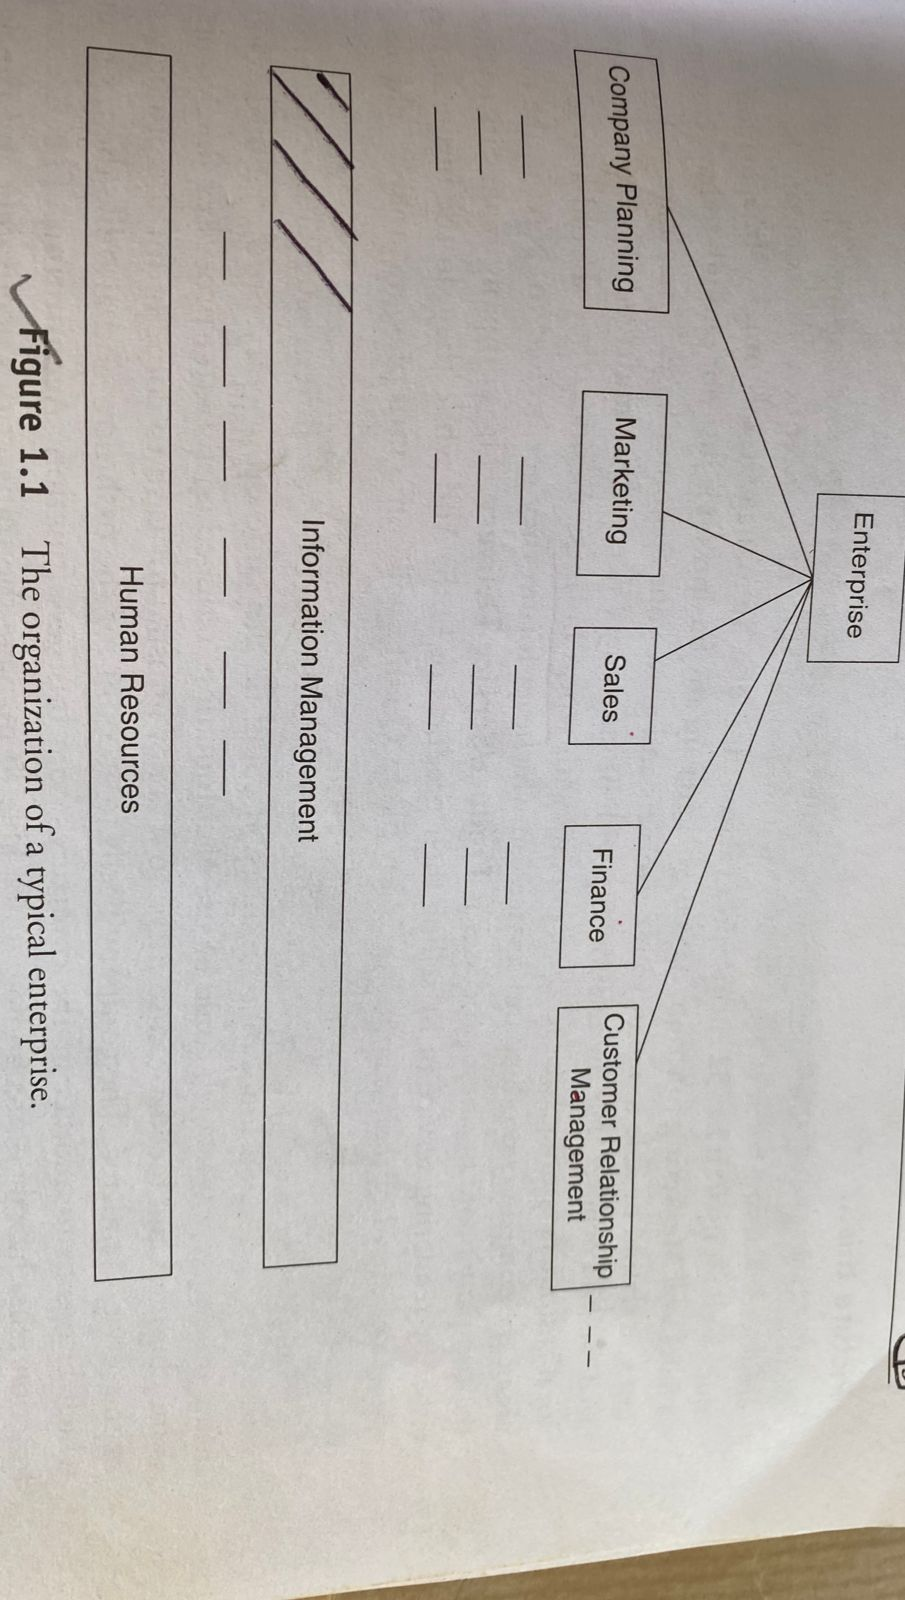 Enterprise
Company Planning
Marketing
Sales
Finance
Customer Relationship
Management
Information Management
Human Resources
Figure 1.1 The organization of a typical enterprise.